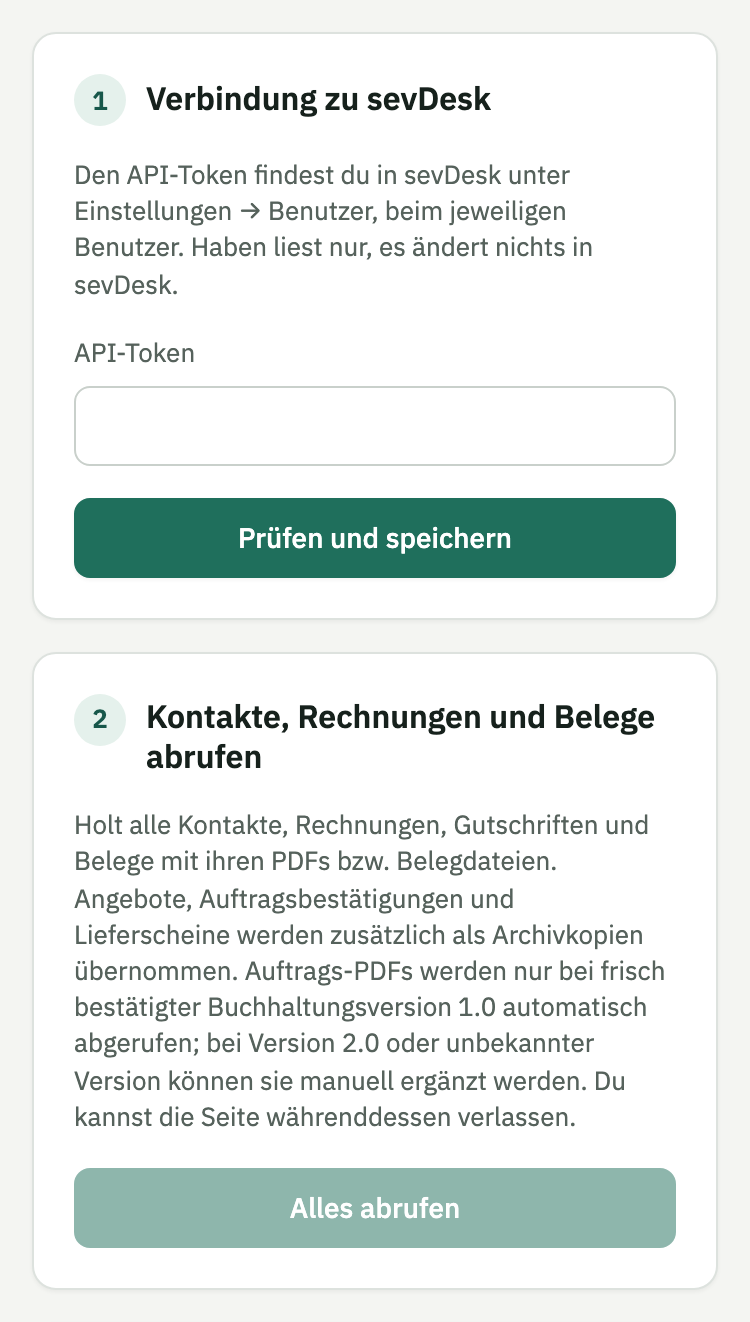 1 Verbindung zu sevDesk
Den API-Token findest du in sevDesk unter
Einstellungen → Benutzer, beim jeweiligen
Benutzer. Haben liest nur, es ändert nichts in
sevDesk.
API-Token
Prüfen und speichern
2 Kontakte, Rechnungen und Belege
abrufen
Holt alle Kontakte, Rechnungen, Gutschriften und
Belege mit ihren PDFs bzw. Belegdateien.
Angebote, Auftragsbestätigungen und
Lieferscheine werden zusätzlich als Archivkopien
übernommen. Auftrags-PDFs werden nur bei frisch
bestätigter Buchhaltungsversion 1.0 automatisch
abgerufen; bei Version 2.0 oder unbekannter
Version können sie manuell ergänzt werden. Du
kannst die Seite währenddessen verlassen.
Alles abrufen